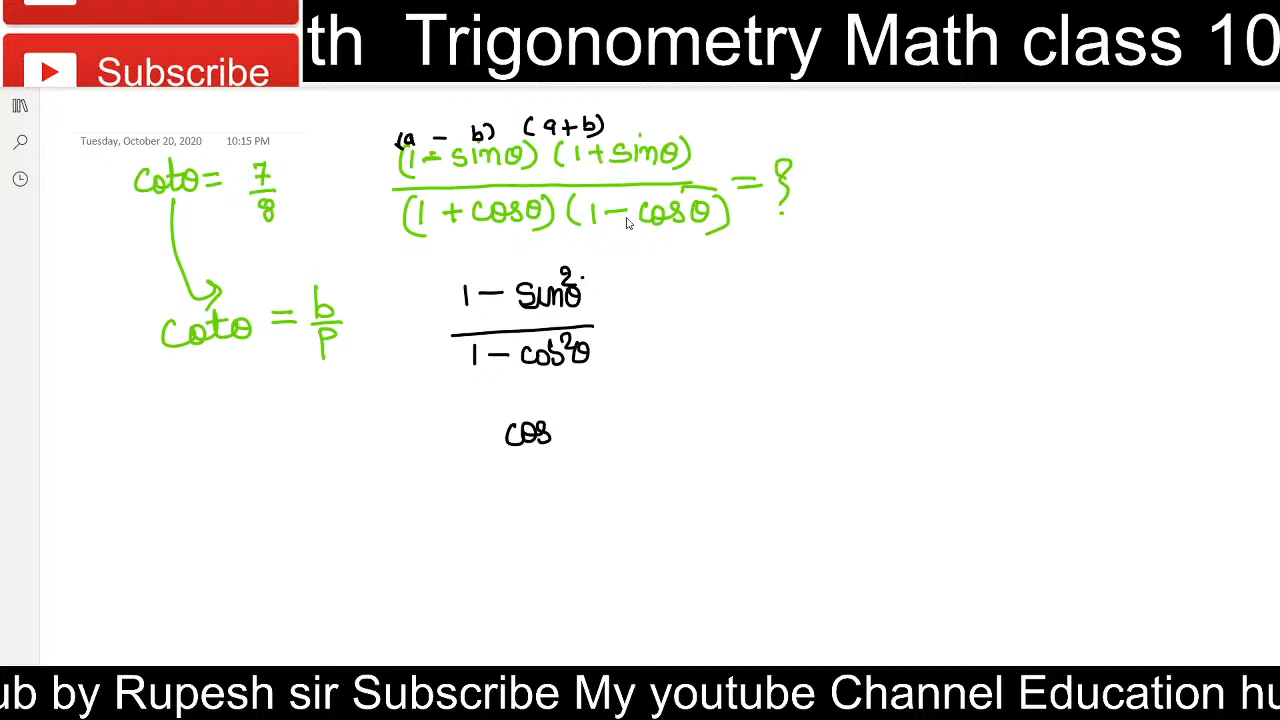 th Trigonometry Math class 10
Subscribe
Tuesday, October 20, 2020 10:15 PM
(a - b) (a+b)
cotθ = 7/8
(1 - sinθ) (1 + sinθ) / (1 + cosθ) (1 - cosθ) = ?
cotθ = b/p
1 - sin²θ
1 - cos²θ
cos
ub by Rupesh sir Subscribe My youtube Channel Education hu